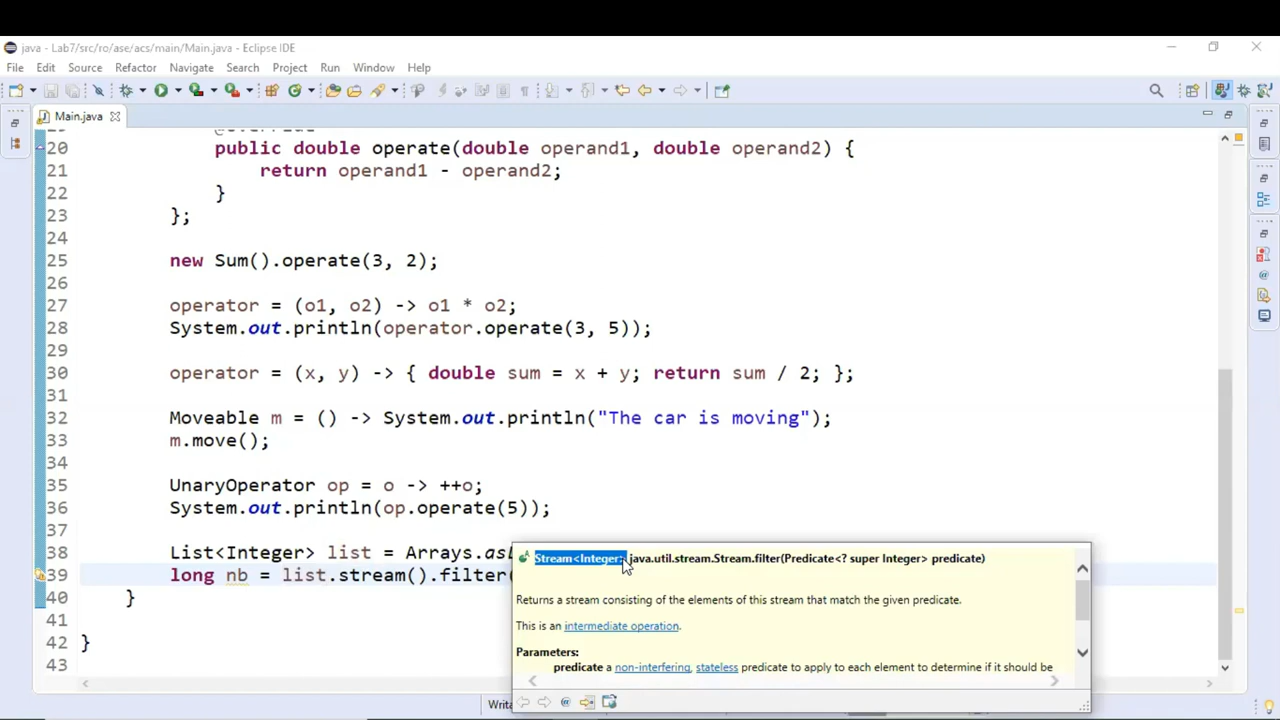 java - Lab7/src/ro/ase/acs/main/Main.java - Eclipse IDE
File Edit Source Refactor Navigate Search Project Run Window Help
Main.java
20 public double operate(double operand1, double operand2) {
21 return operand1 - operand2;
22 }
23 };
24
25 new Sum().operate(3, 2);
26
27 operator = (o1, o2) -> o1 * o2;
28 System.out.println(operator.operate(3, 5));
29
30 operator = (x, y) -> { double sum = x + y; return sum / 2; };
31
32 Moveable m = () -> System.out.println("The car is moving");
33 m.move();
34
35 UnaryOperator op = o -> ++o;
36 System.out.println(op.operate(5));
37
38 List<Integer> list = Arrays.
39 long nb = list.stream().filter(
40 }
41
42 }
43
Stream<Integer> java.util.stream.Stream.filter(Predicate<? super Integer> predicate)
Returns a stream consisting of the elements of this stream that match the given predicate.
This is an intermediate operation.
Parameters:
predicate a non-interfering, stateless predicate to apply to each element to determine if it should be